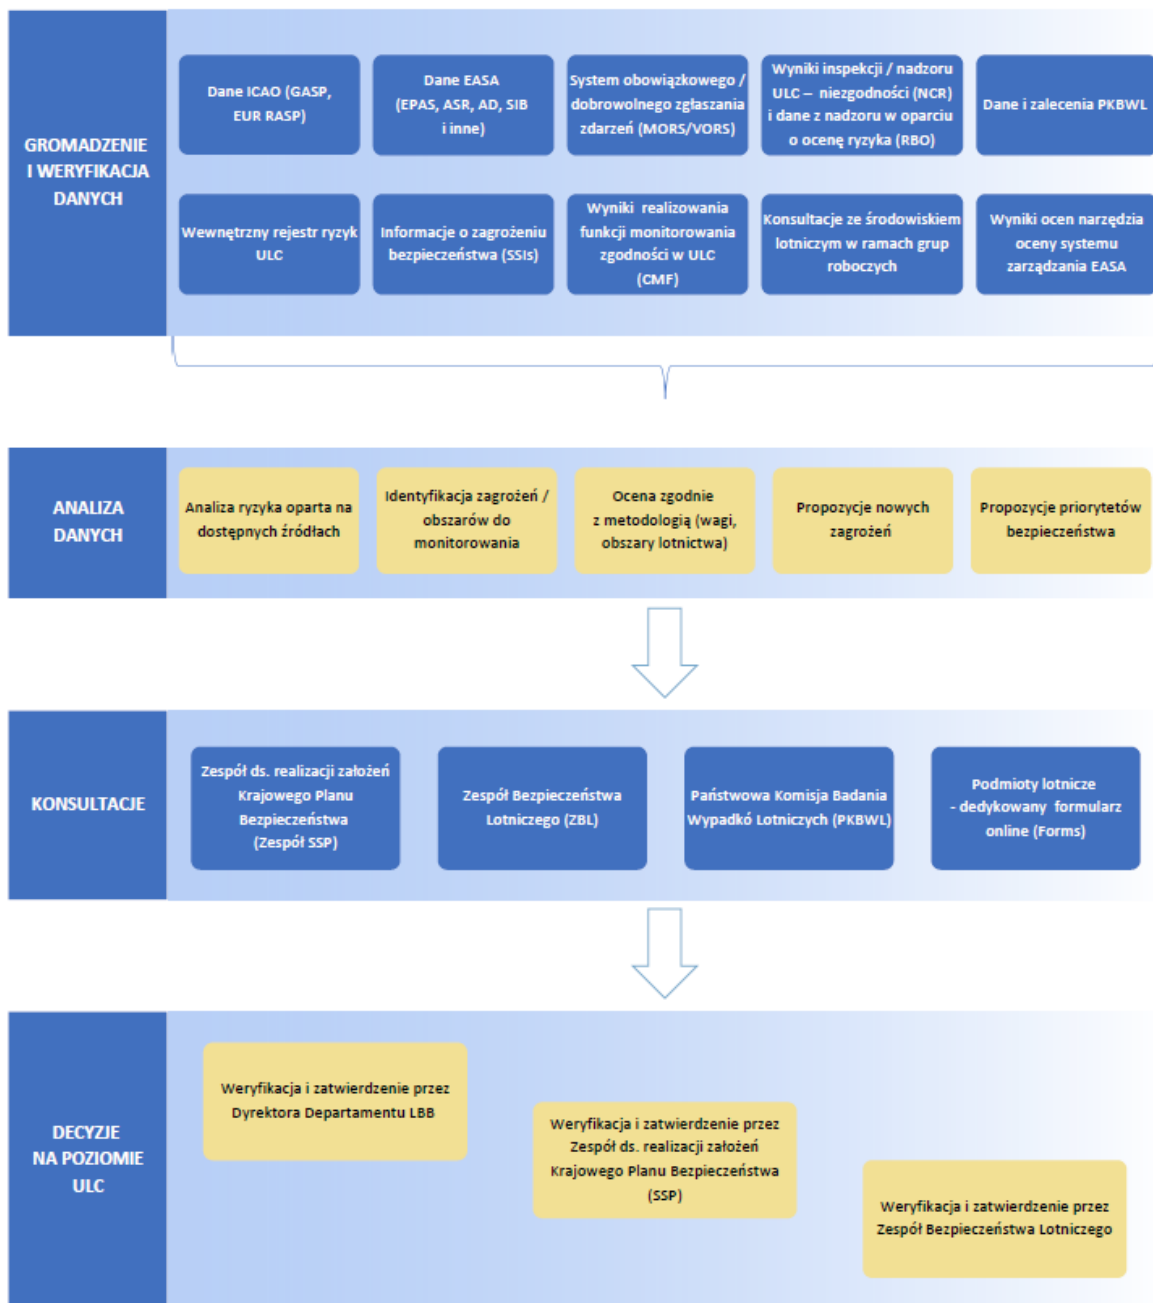 GROMADZENIE
I WERYFIKACJA
DANYCH
Dane ICAO (GASP,
EUR RASP)
Dane EASA
(EPAS, ASR, AD, SIB
i inne)
System obowiązkowego /
dobrowolnego zgłaszania
zdarzeń (MORS/VORS)
Wyniki inspekcji / nadzoru
ULC – niezgodności (NCR)
i dane z nadzoru w oparciu
o ocenę ryzyka (RBO)
Dane i zalecenia PKBWL
Wewnętrzny rejestr ryzyk
ULC
Informacje o zagrożeniu
bezpieczeństwa (SSIs)
Wyniki realizowania
funkcji monitorowania
zgodności w ULC
(CMF)
Konsultacje ze środowiskiem
lotniczym w ramach grup
roboczych
Wyniki ocen narzędzia
oceny systemu
zarządzania EASA
ANALIZA
DANYCH
Analiza ryzyka oparta na
dostępnych źródłach
Identyfikacja zagrożeń /
obszarów do
monitorowania
Ocena zgodnie
z metodologią (wagi,
obszary lotnictwa)
Propozycje nowych
zagrożeń
Propozycje priorytetów
bezpieczeństwa
KONSULTACJE
Zespół ds. realizacji założeń
Krajowego Planu
Bezpieczeństwa
(Zespół SSP)
Zespół Bezpieczeństwa
Lotniczego (ZBL)
Państwowa Komisja Badania
Wypadkó Lotniczych (PKBWL)
Podmioty lotnicze
- dedykowany formularz
online (Forms)
DECYZJE
NA POZIOMIE
ULC
Weryfikacja i zatwierdzenie przez
Dyrektora Departamentu LBB
Weryfikacja i zatwierdzenie przez
Zespół ds. realizacji założeń
Krajowego Planu Bezpieczeństwa
(SSP)
Weryfikacja i zatwierdzenie przez
Zespół Bezpieczeństwa Lotniczego